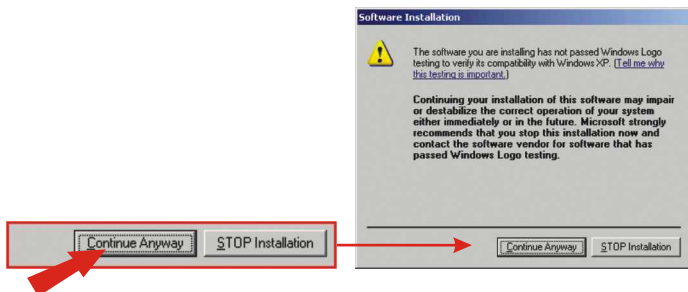 Software Installation
The software you are installing has not passed Windows Logo
testing to verify its compatibility with Windows XP. (Tell me why
this testing is important.)
Continuing your installation of this software may impair
or destabilize the correct operation of your system
either immediately or in the future. Microsoft strongly
recommends that you stop this installation now and
contact the software vendor for software that has
passed Windows Logo testing.
Continue Anyway STOP Installation
Continue Anyway STOP Installation